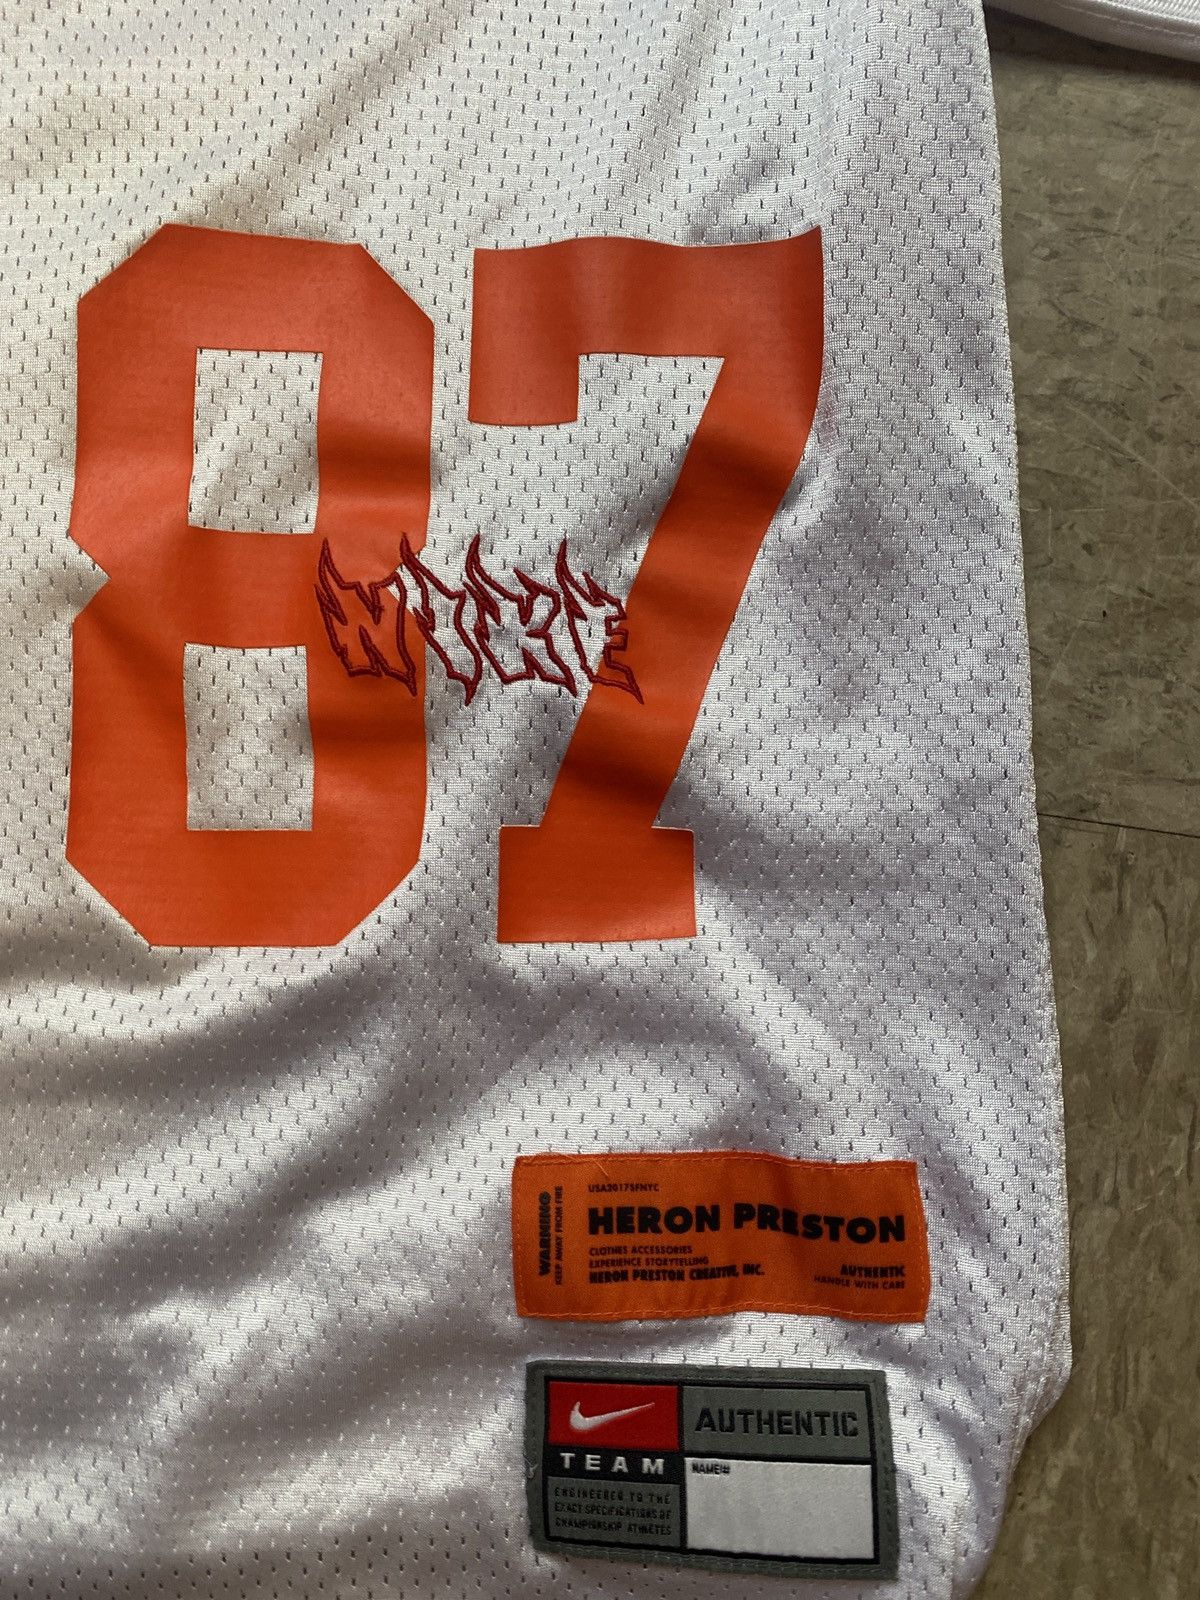 87
USA2017SFNYC
HERON PRESTON
CLOTHES ACCESSORIES
EXPERIENCE STORYTELLING
HERON PRESTON CREATIVE, INC.
WARNING
KEEP AWAY FROM FIRE
AUTHENTIC
HANDLE WITH CARE
AUTHENTIC
TEAM
NAME/#
ENGINEERED TO THE
EXACT SPECIFICATIONS OF
CHAMPIONSHIP ATHLETES